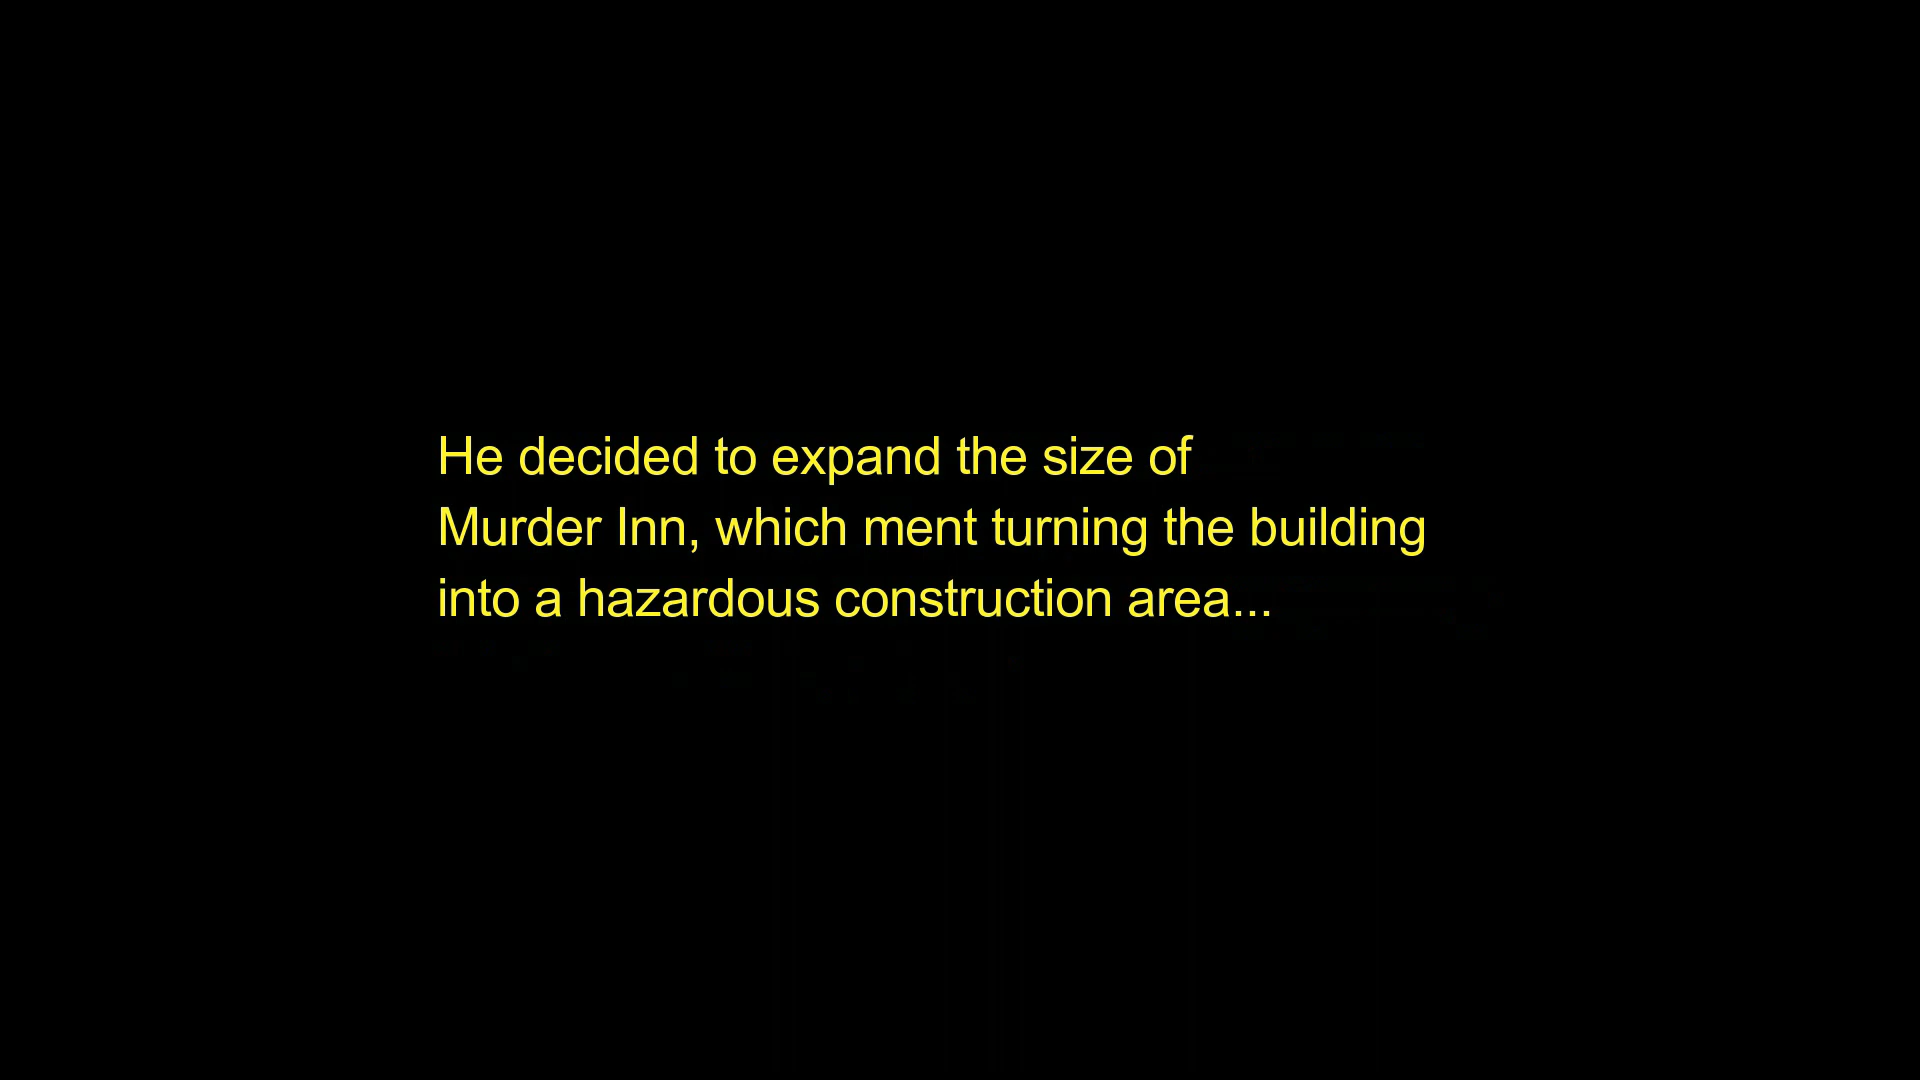 He decided to expand the size of
Murder Inn, which ment turning the building
into a hazardous construction area...